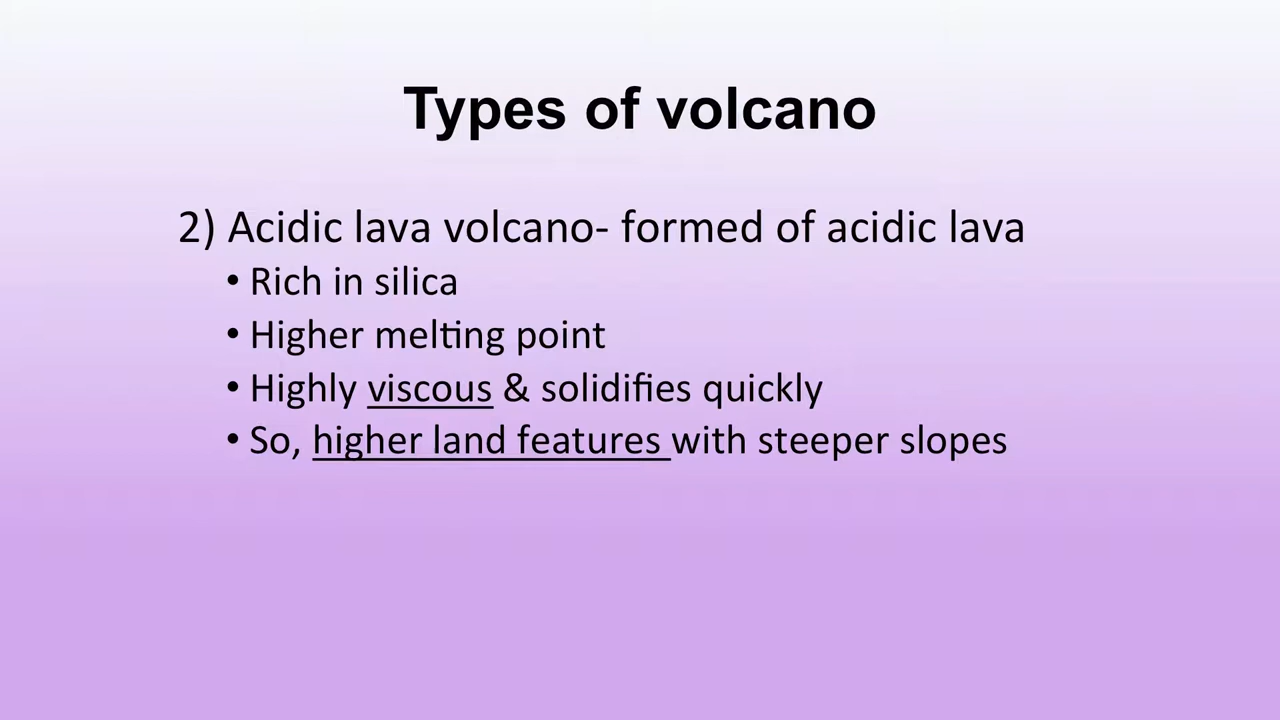 Types of volcano
2) Acidic lava volcano- formed of acidic lava
• Rich in silica
• Higher melting point
• Highly viscous & solidifies quickly
• So, higher land features with steeper slopes